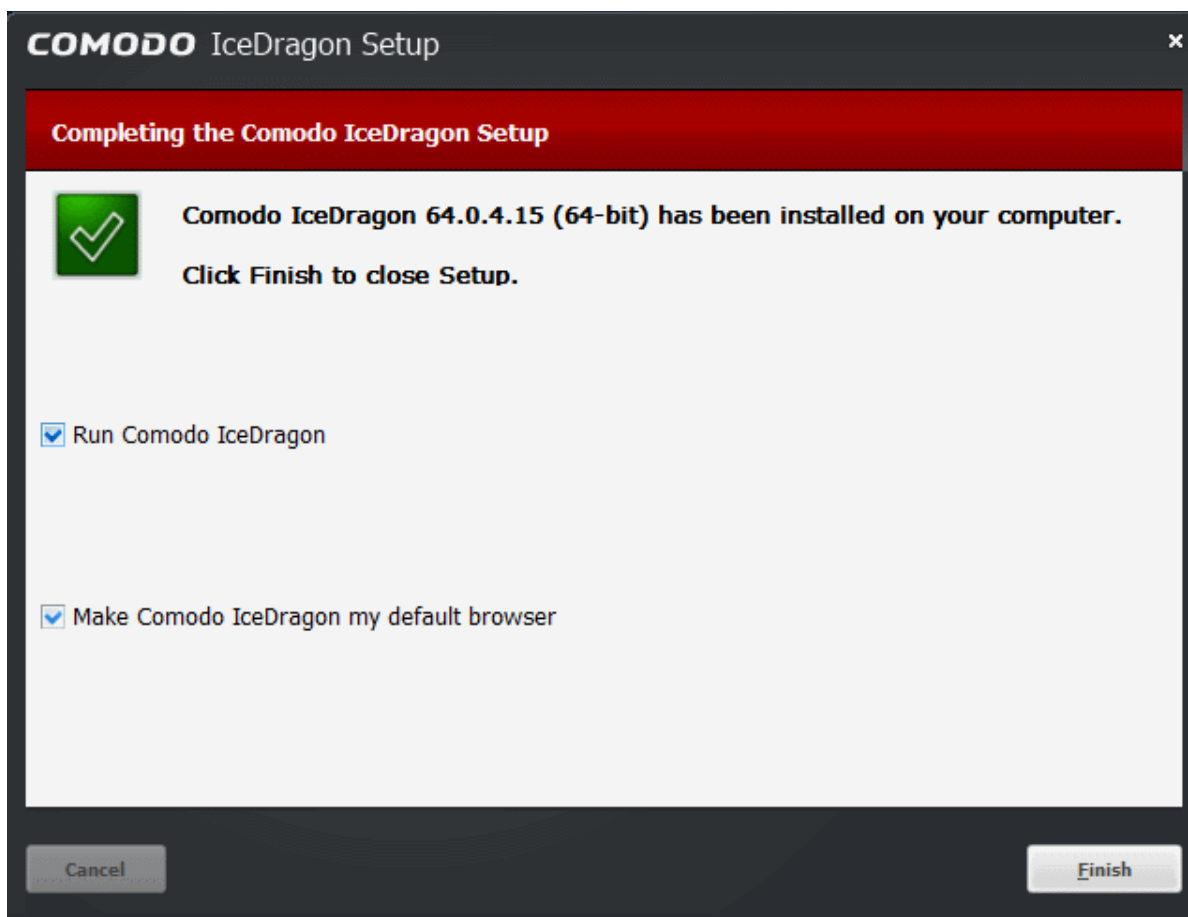 COMODO IceDragon Setup
Completing the Comodo IceDragon Setup
Comodo IceDragon 64.0.4.15 (64-bit) has been installed on your computer.
Click Finish to close Setup.
Run Comodo IceDragon
Make Comodo IceDragon my default browser
Cancel
Finish